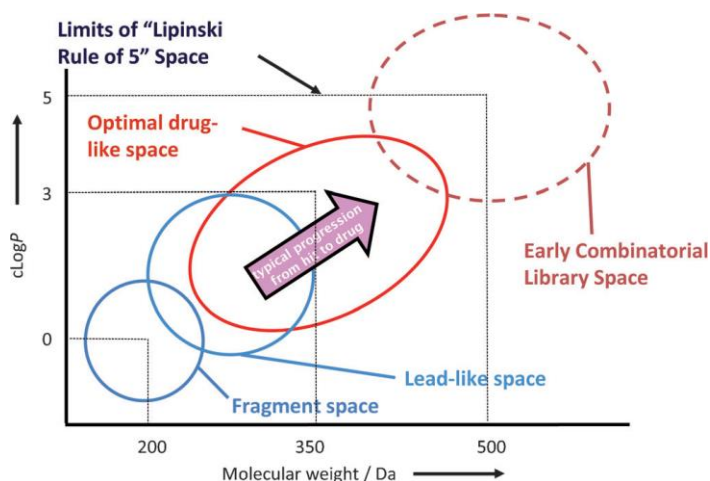 Limits of “Lipinski
Rule of 5” Space
5
Optimal drug-
like space
3
cLogP
typical progression
from hit to drug
Early Combinatorial
Library Space
0
Lead-like space
Fragment space
200
350
500
Molecular weight / Da